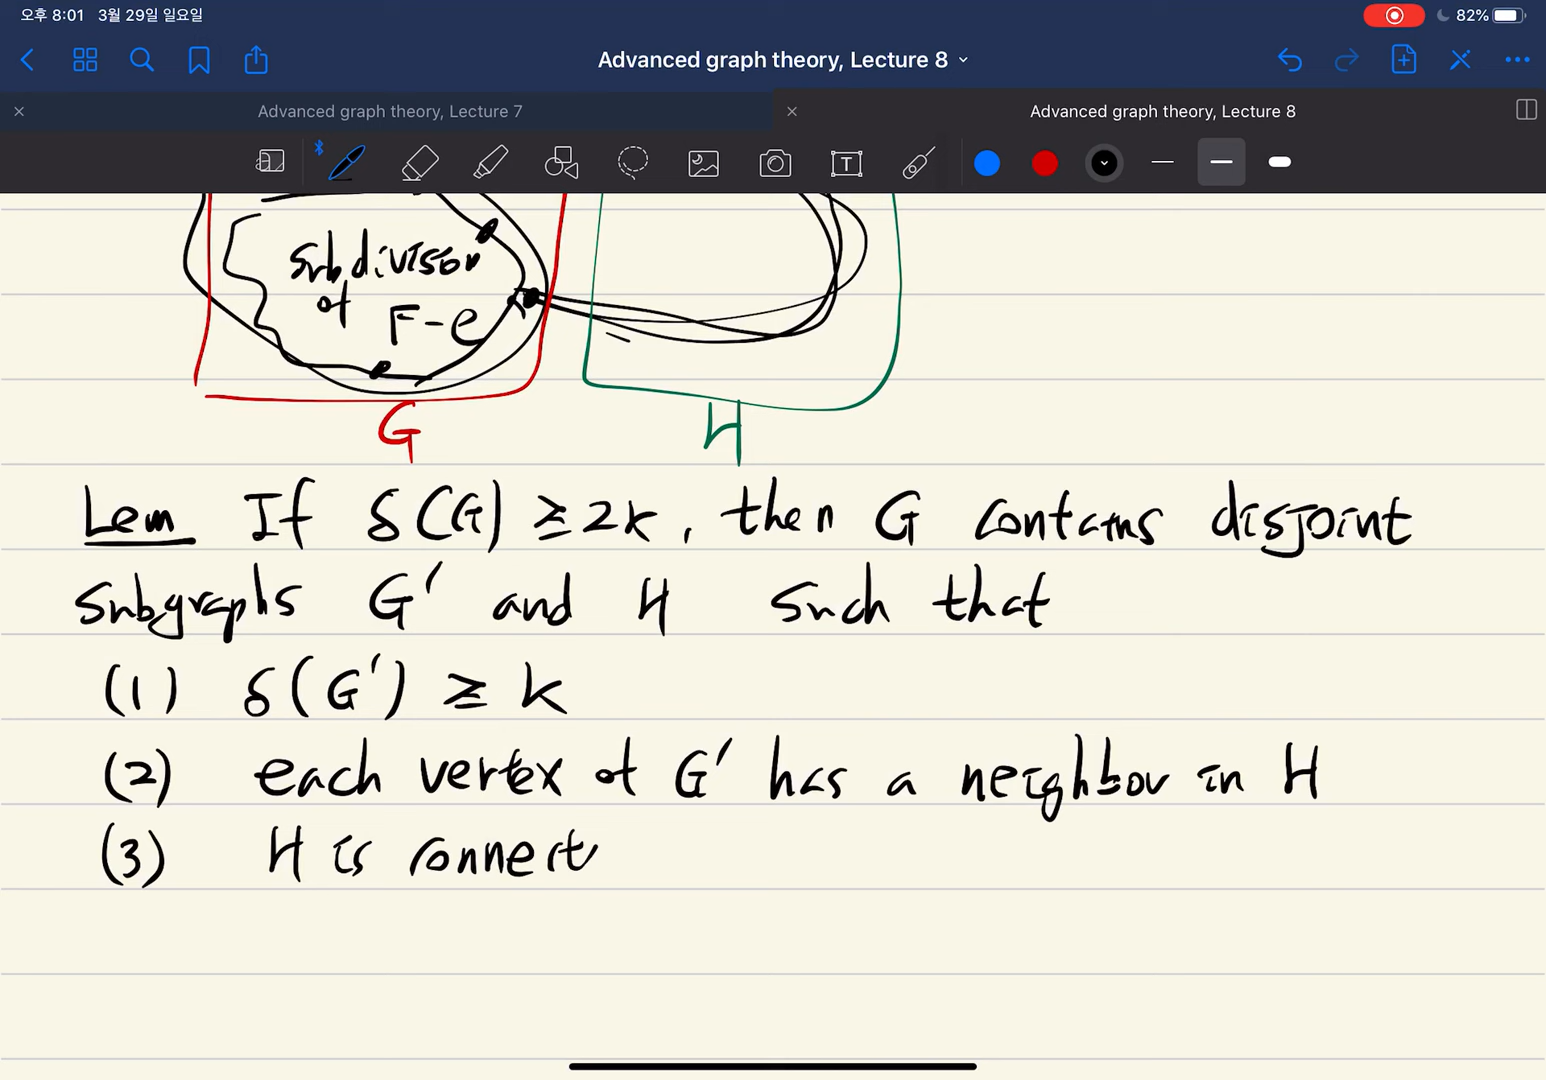 오후 8:01 3월 29일 일요일
82%
Advanced graph theory, Lecture 8
Advanced graph theory, Lecture 7
Advanced graph theory, Lecture 8
T
Subdivision
of F-e
G
H
Lem If δ(G) ≥ 2k, then G contains disjoint
subgraphs G' and H such that
(1) δ(G') ≥ k
(2) each vertex of G' has a neighbor in H
(3) H is connect